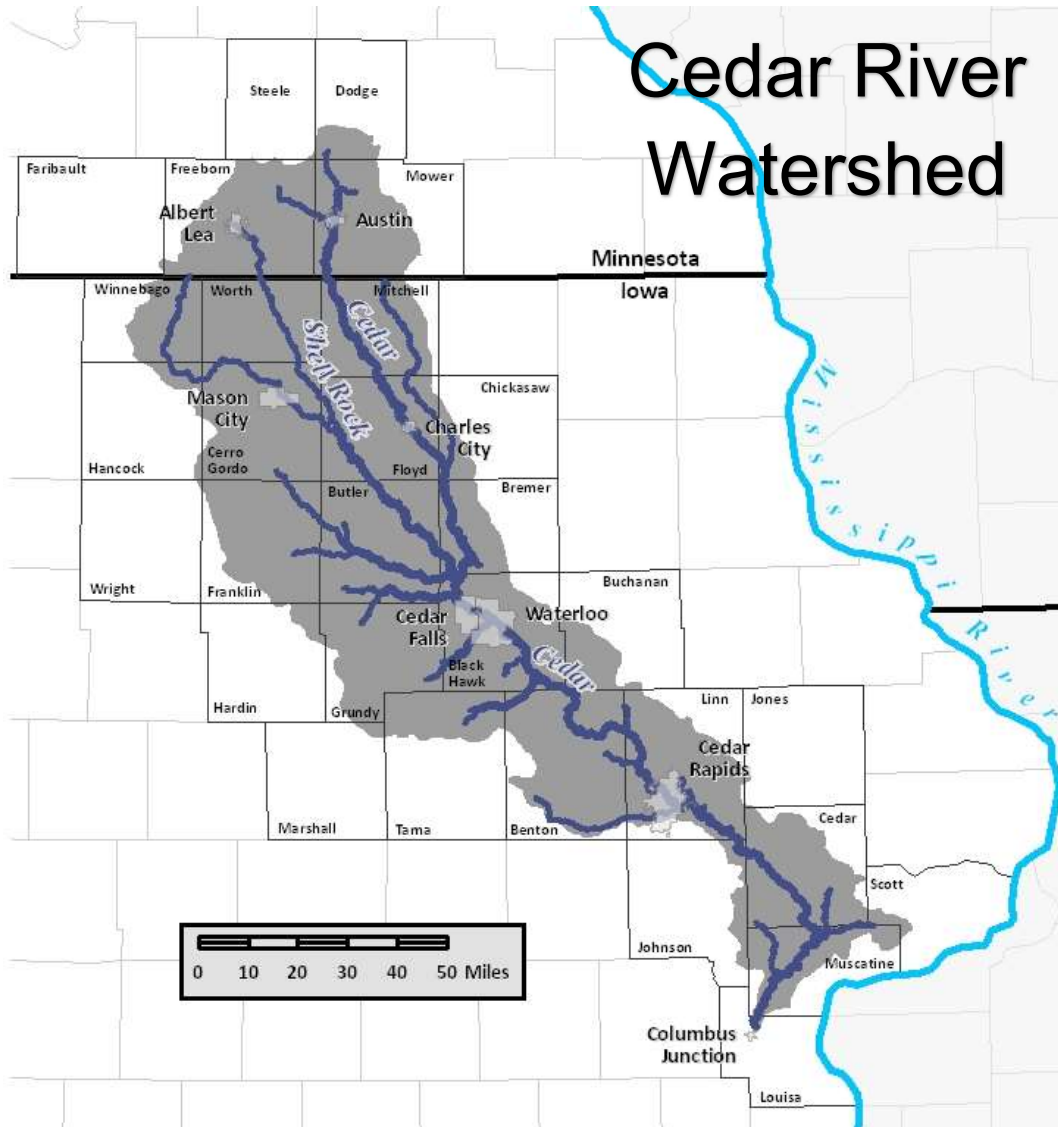 Cedar River
Watershed
Steele
Dodge
Faribault
Freeborn
Mower
Albert
Lea
Austin
Minnesota
Iowa
Winnebago
Worth
Mitchell
Cedar
Shell Rock
Mississippi River
Chickasaw
Mason
City
Charles
City
Hancock
Cerro
Gordo
Floyd
Butler
Bremer
Wright
Franklin
Buchanan
Cedar
Falls
Waterloo
Black
Hawk
Cedar
Hardin
Grundy
Linn
Jones
Cedar
Rapids
Marshall
Tama
Benton
Cedar
Scott
Johnson
Muscatine
0 10 20 30 40 50 Miles
Columbus
Junction
Louisa